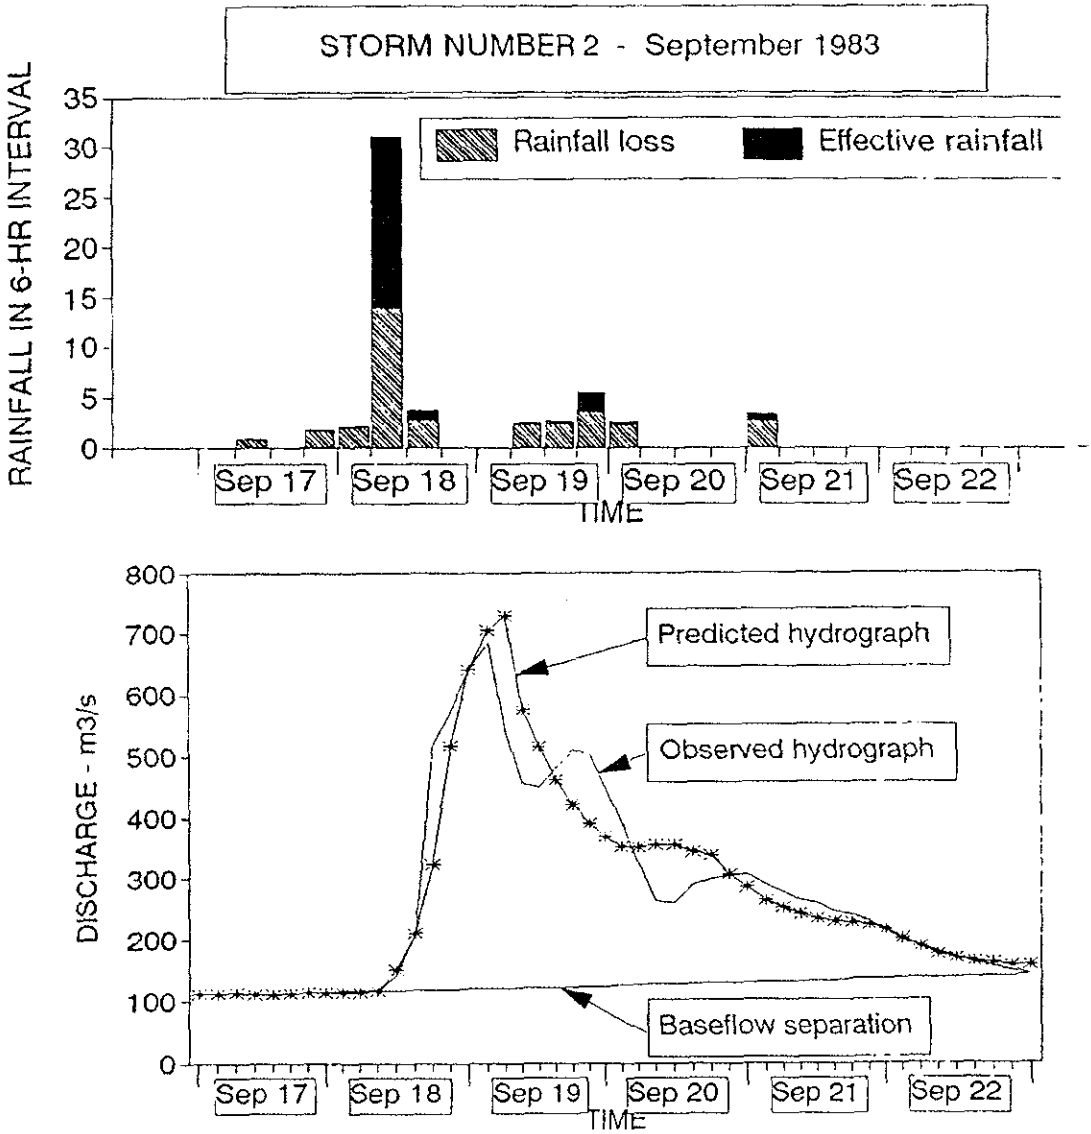 STORM NUMBER 2 - September 1983
RAINFALL IN 6-HR INTERVAL
35
30
25
20
15
10
5
0
Rainfall loss
Effective rainfall
Sep 17
Sep 18
Sep 19
Sep 20
Sep 21
Sep 22
TIME
DISCHARGE - m3/s
800
700
600
500
400
300
200
100
0
Predicted hydrograph
Observed hydrograph
Baseflow separation
Sep 17
Sep 18
Sep 19
Sep 20
Sep 21
Sep 22
TIME